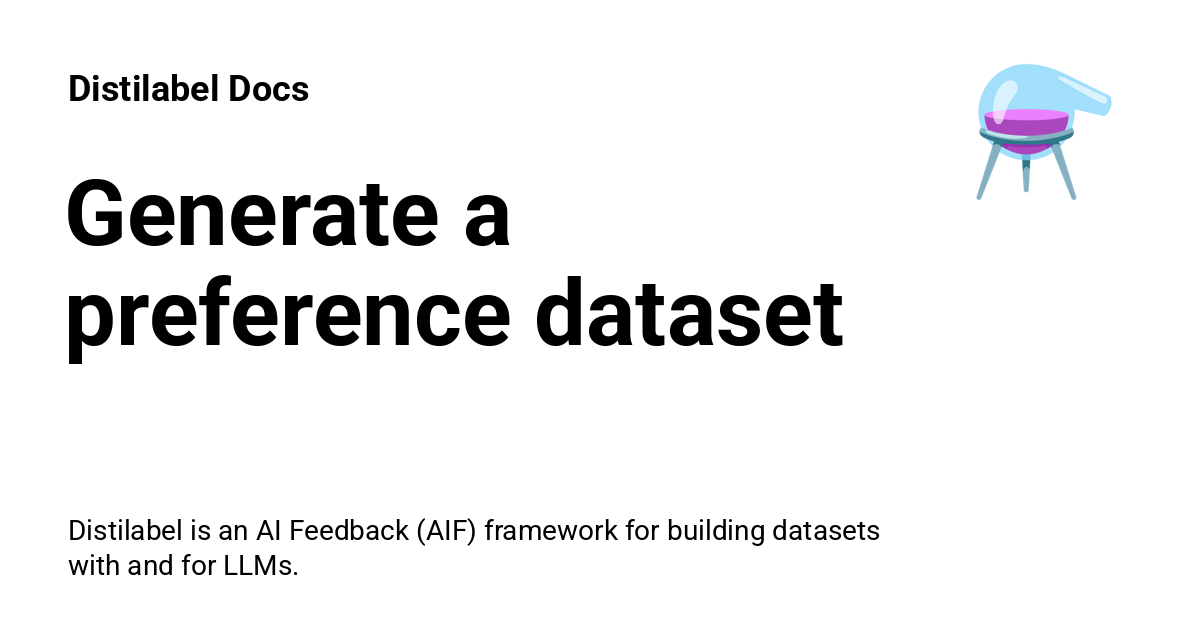 Distilabel Docs
Generate a
preference dataset
Distilabel is an AI Feedback (AIF) framework for building datasets
with and for LLMs.